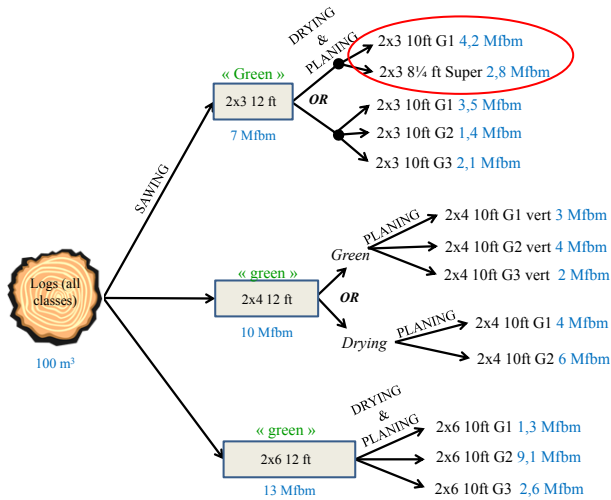 DRYING
&
PLANING
2x3 10ft G1 4,2 Mfbm
2x3 8¼ ft Super 2,8 Mfbm
« Green »
2x3 12 ft
7 Mfbm
OR
2x3 10ft G1 3,5 Mfbm
2x3 10ft G2 1,4 Mfbm
2x3 10ft G3 2,1 Mfbm
SAWING
Logs (all
classes)
100 m³
« green »
2x4 12 ft
10 Mfbm
Green
OR
Drying
PLANING
2x4 10ft G1 vert 3 Mfbm
2x4 10ft G2 vert 4 Mfbm
2x4 10ft G3 vert 2 Mfbm
PLANING
2x4 10ft G1 4 Mfbm
2x4 10ft G2 6 Mfbm
« green »
2x6 12 ft
13 Mfbm
DRYING
&
PLANING
2x6 10ft G1 1,3 Mfbm
2x6 10ft G2 9,1 Mfbm
2x6 10ft G3 2,6 Mfbm